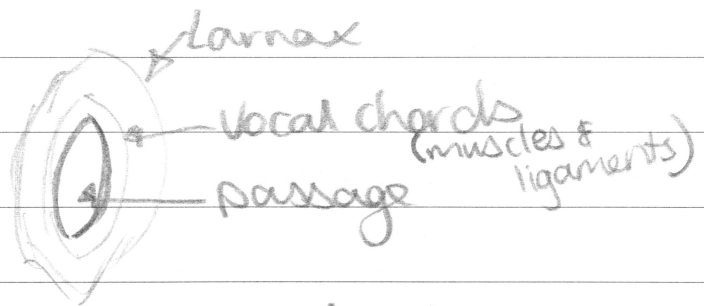 Larnax
vocal chords
(muscles &
ligaments)
passage